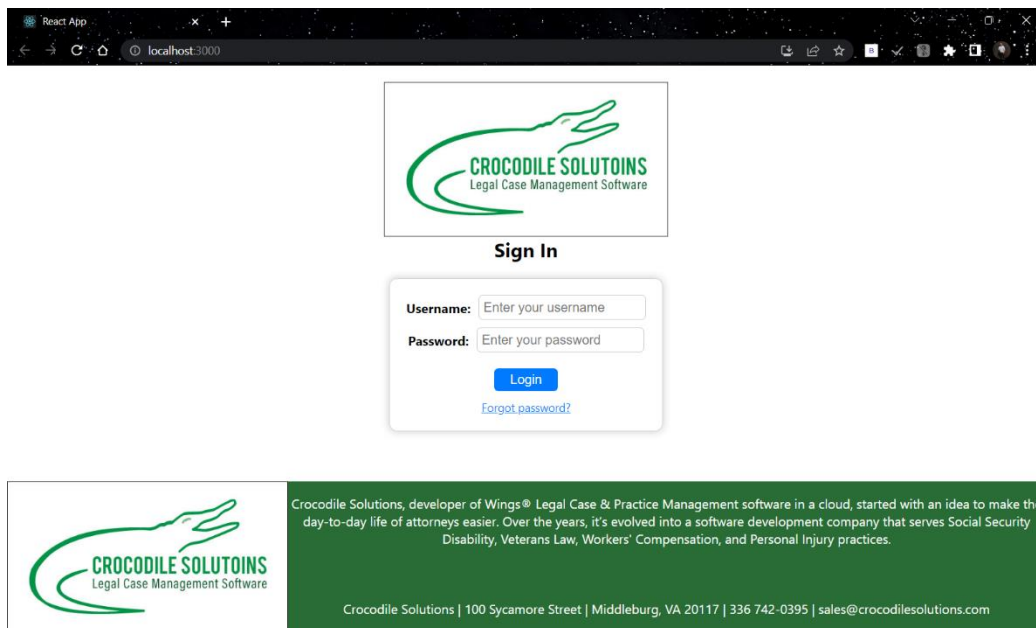 React App
localhost:3000
CROCODILE SOLUTOINS
Legal Case Management Software
Sign In
Username: Enter your username
Password: Enter your password
Login
Forgot password?
CROCODILE SOLUTOINS
Legal Case Management Software
Crocodile Solutions, developer of Wings® Legal Case & Practice Management software in a cloud, started with an idea to make th
day-to-day life of attorneys easier. Over the years, it's evolved into a software development company that serves Social Security
Disability, Veterans Law, Workers' Compensation, and Personal Injury practices.
Crocodile Solutions | 100 Sycamore Street | Middleburg, VA 20117 | 336 742-0395 | sales@crocodilesolutions.com